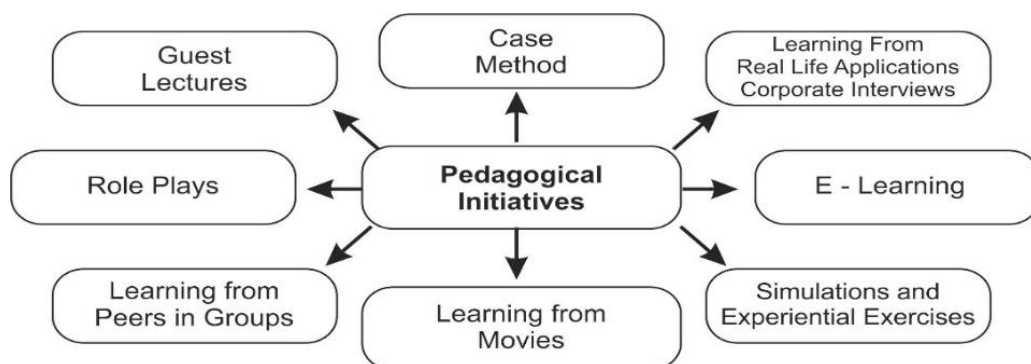 Guest
Lectures
Case
Method
Learning From
Real Life Applications
Corporate Interviews
Role Plays
Pedagogical
Initiatives
E - Learning
Learning from
Peers in Groups
Learning from
Movies
Simulations and
Experiential Exercises